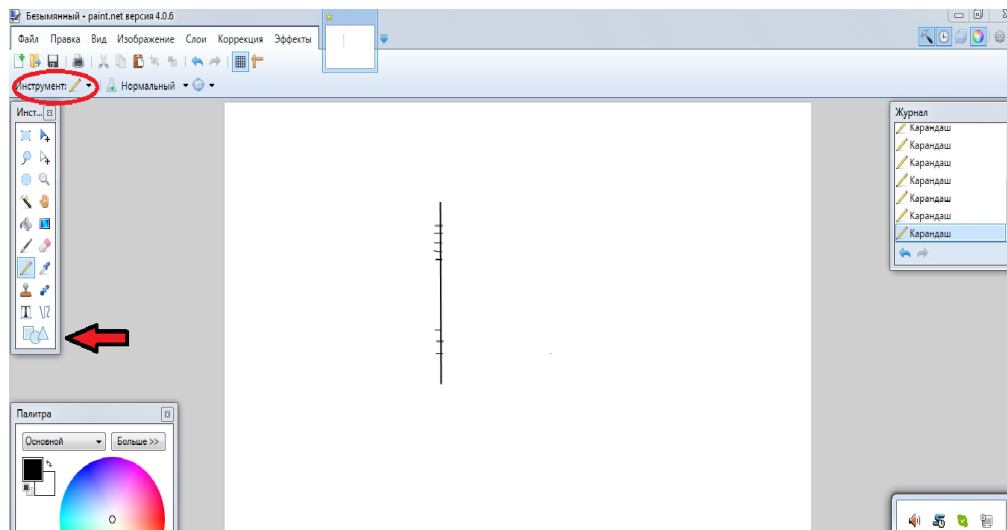 Безымянный - paint.net версия 4.0.6
Файл Правка Вид Изображение Слои Коррекция Эффекты
Инструмент: Нормальный
Инст...
Журнал
Карандаш
Карандаш
Карандаш
Карандаш
Карандаш
Карандаш
Карандаш
Палитра
Основной Больше >>